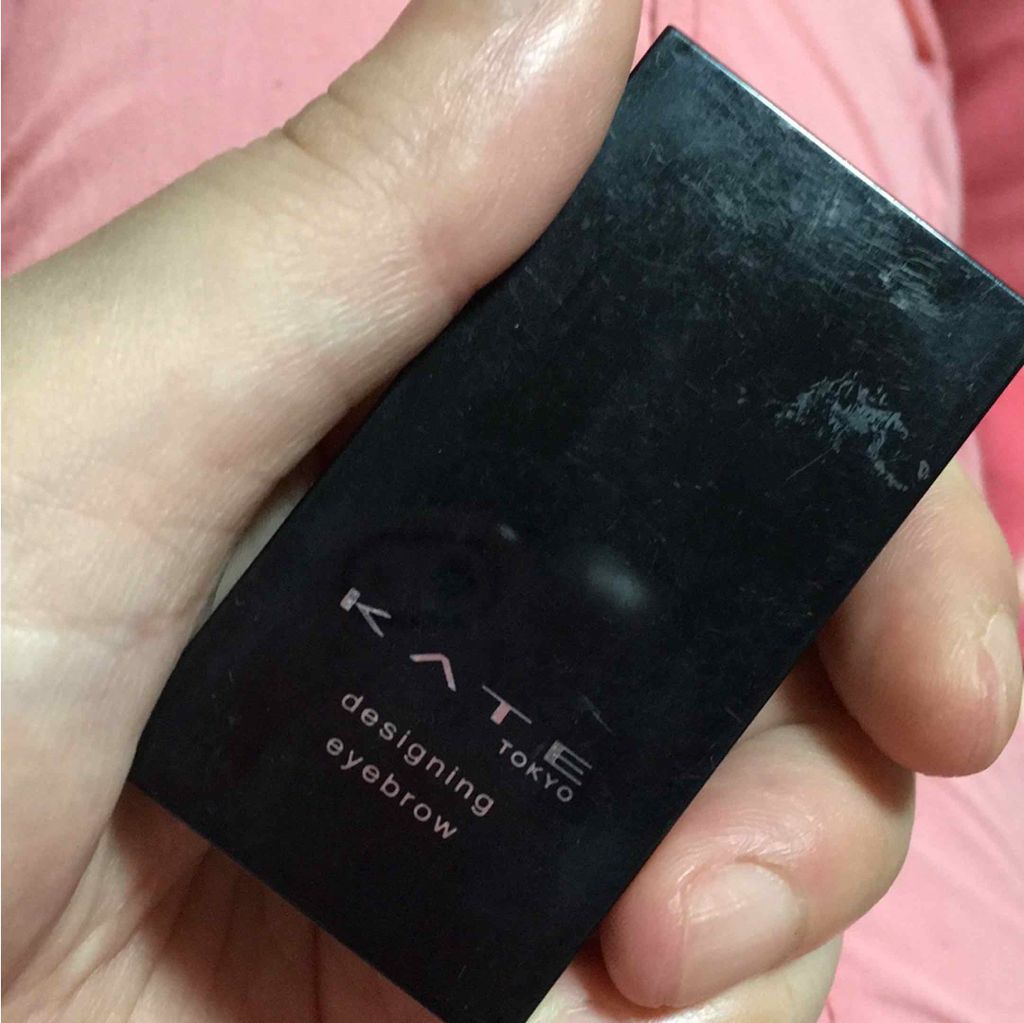 KATE
TOKYO
designing
eyebrow